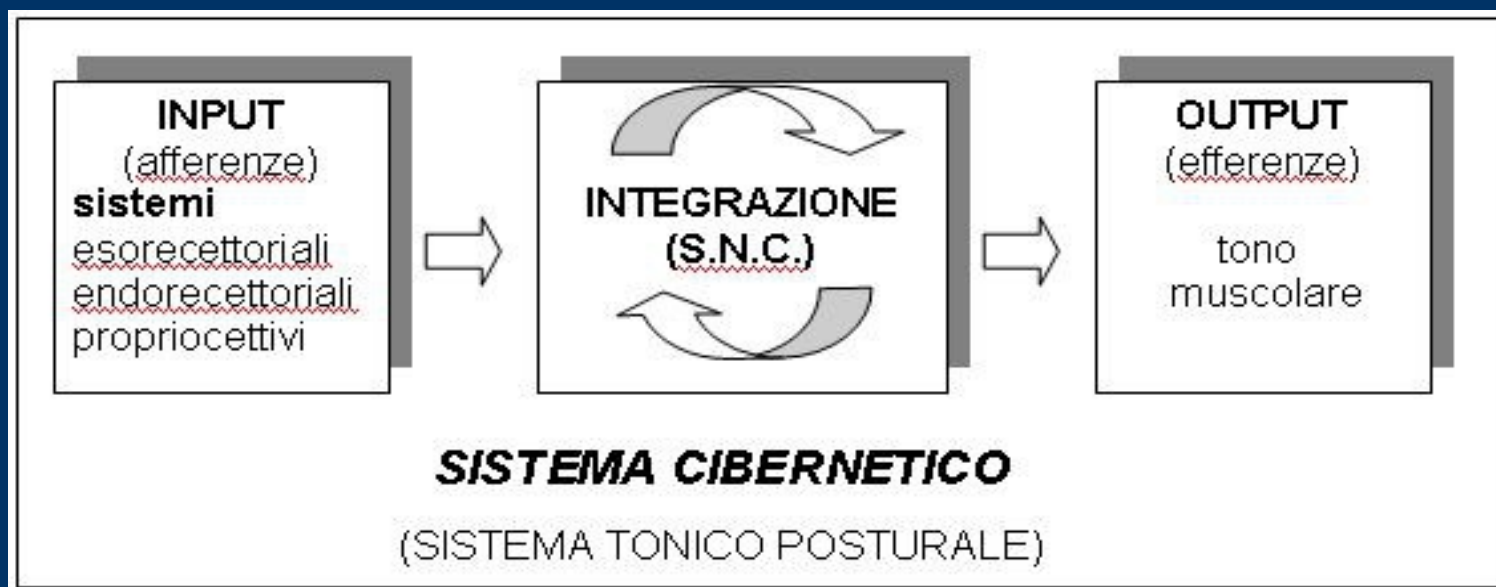 INPUT
(afferenze)
sistemi
esorecettoriali
endorecettoriali
propriocettivi
INTEGRAZIONE
(S.N.C.)
OUTPUT
(efferenze)
tono
muscolare
SISTEMA CIBERNETICO
(SISTEMA TONICO POSTURALE)